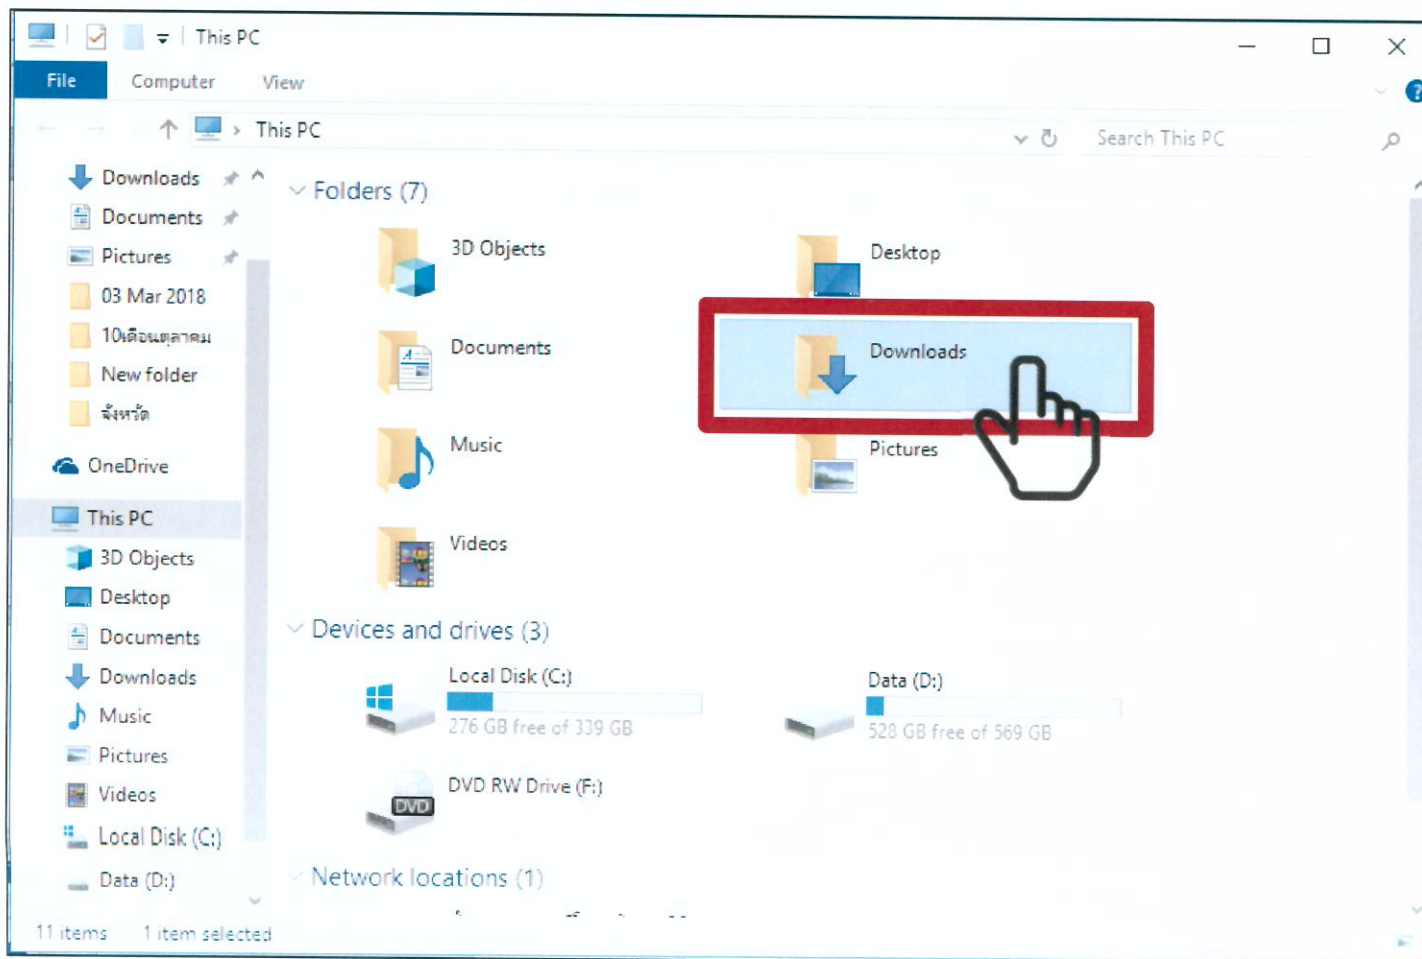 This PC
File Computer View
This PC
Search This PC
Downloads
Documents
Pictures
03 Mar 2018
10เดือนตุลาคม
New folder
จังหวัด
OneDrive
This PC
3D Objects
Desktop
Documents
Downloads
Music
Pictures
Videos
Local Disk (C:)
Data (D:)
Folders (7)
3D Objects
Desktop
Documents
Downloads
Music
Pictures
Videos
Devices and drives (3)
Local Disk (C:)
276 GB free of 339 GB
Data (D:)
528 GB free of 569 GB
DVD RW Drive (F:)
DVD
Network locations (1)
11 items 1 item selected